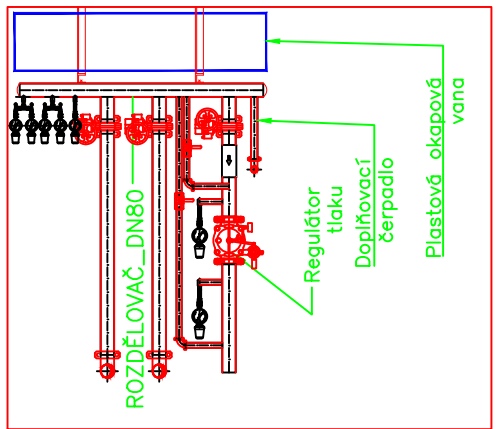 ROZDĚLOVAČ_DN80
Regulátor
tlaku
Doplňovací
čerpadlo
Plastová okapová
vana